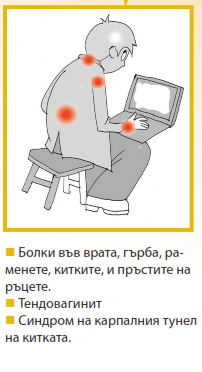 ■ Болки във врата, гърба, ра-
менете, китките, и пръстите на
ръцете.
■ Тендовагинит
■ Синдром на карпалния тунел
на китката.